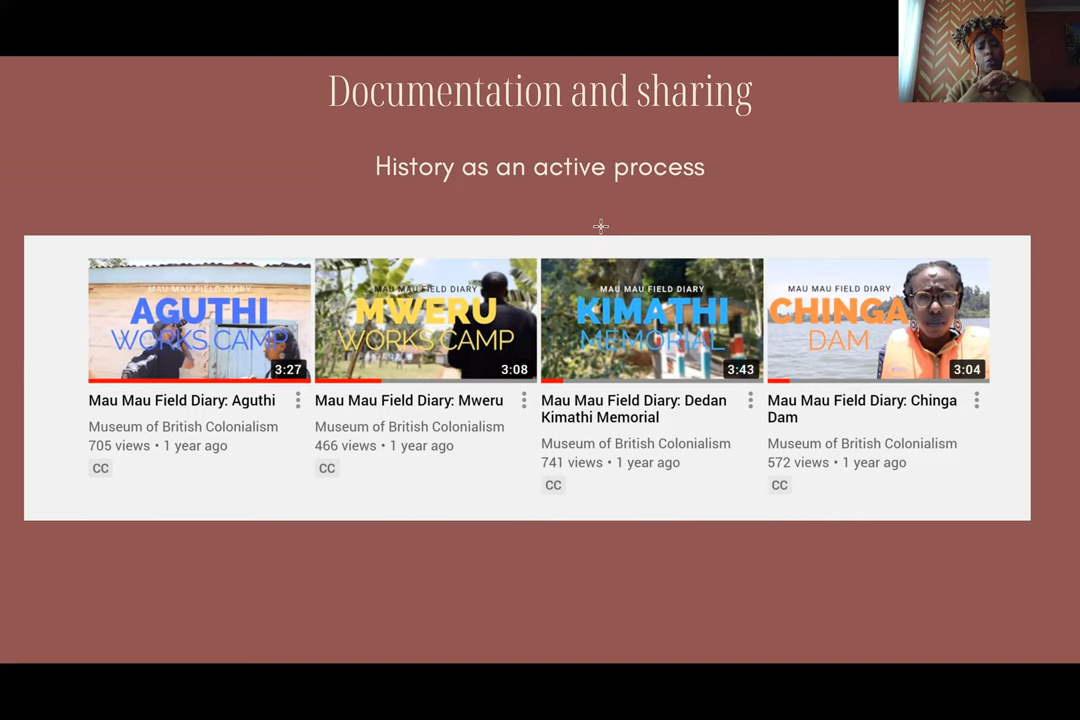 Documentation and sharing
History as an active process
MAU MAU FIELD DIARY
AGUTHI
WORKS CAMP
3:27
Mau Mau Field Diary: Aguthi
Museum of British Colonialism
705 views • 1 year ago
CC
MAU MAU FIELD DIARY
MWERU
WORKS CAMP
3:08
Mau Mau Field Diary: Mweru
Museum of British Colonialism
466 views • 1 year ago
CC
MAU MAU FIELD DIARY
KIMATHI
MEMORIAL
3:43
Mau Mau Field Diary: Dedan
Kimathi Memorial
Museum of British Colonialism
741 views • 1 year ago
CC
MAU MAU FIELD DIARY
CHINGA
DAM
3:04
Mau Mau Field Diary: Chinga
Dam
Museum of British Colonialism
572 views • 1 year ago
CC